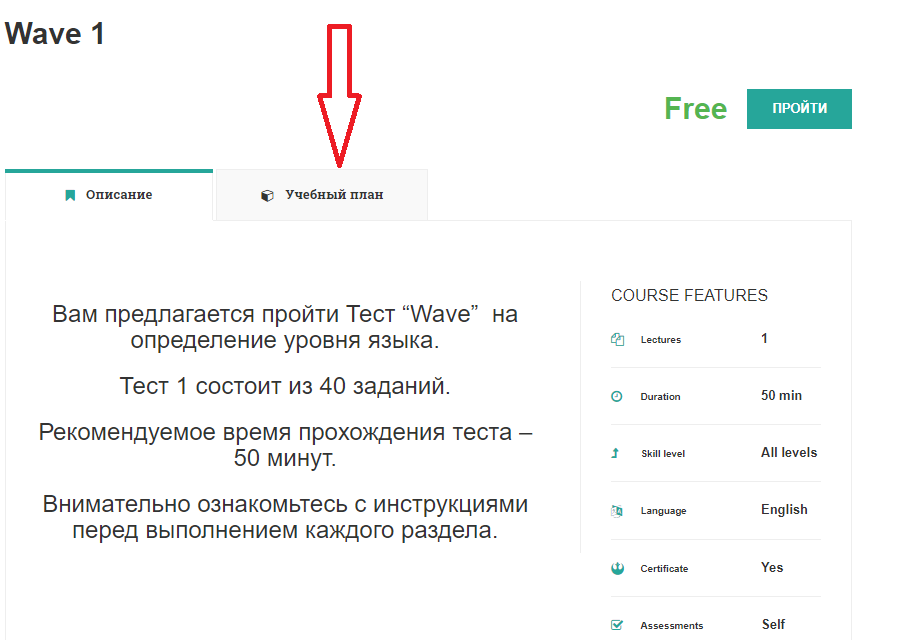 Wave 1
Free
ПРОЙТИ
Описание
Учебный план
Вам предлагается пройти Тест “Wave” на
определение уровня языка.
Тест 1 состоит из 40 заданий.
Рекомендуемое время прохождения теста –
50 минут.
Внимательно ознакомьтесь с инструкциями
перед выполнением каждого раздела.
COURSE FEATURES
Lectures 1
Duration 50 min
Skill level All levels
Language English
Certificate Yes
Assessments Self